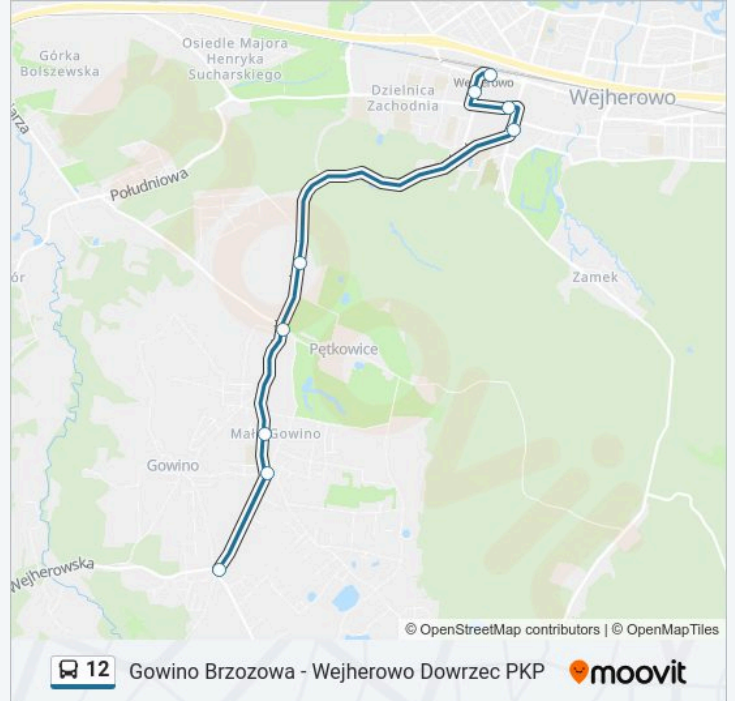 Górka
Bolszewska
Osiedle Majora
Henryka
Sucharskiego
Dzielnica
Zachodnia
Wejherowo
Wejherowo
Południowa
Zamek
Pętkowice
Małe Gowino
Gowino
Wejherowska
© OpenStreetMap contributors | © OpenMapTiles
12 Gowino Brzozowa - Wejherowo Dowrzec PKP moovit